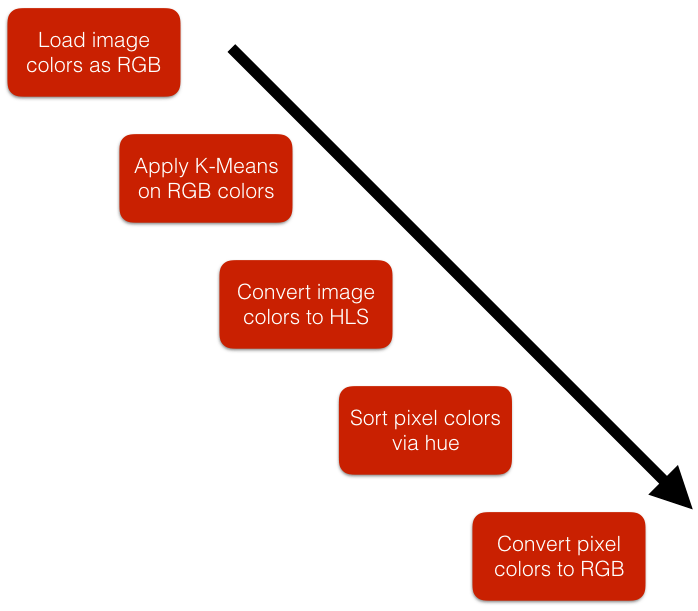 Load image
colors as RGB
Apply K-Means
on RGB colors
Convert image
colors to HLS
Sort pixel colors
via hue
Convert pixel
colors to RGB